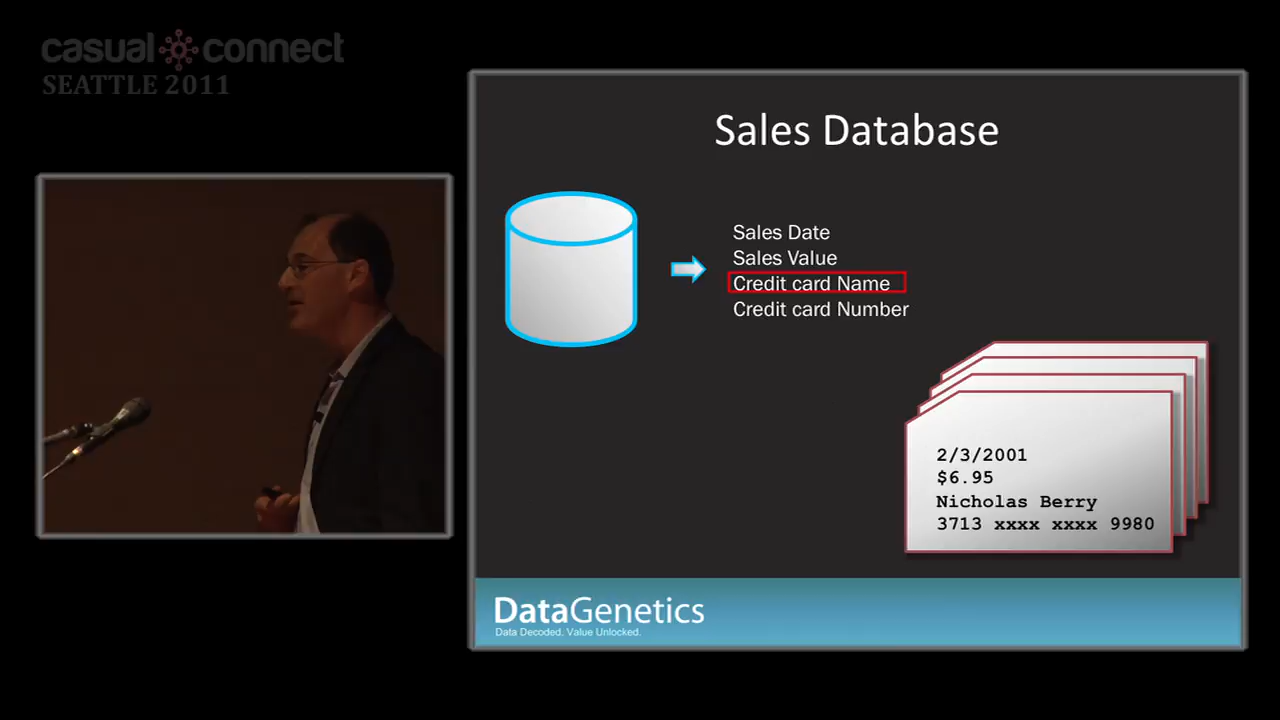 casual connect
SEATTLE 2011
Sales Database
Sales Date
Sales Value
Credit card Name
Credit card Number
2/3/2001
$6.95
Nicholas Berry
3713 xxxx xxxx 9980
DataGenetics
Data Decoded. Value Unlocked.